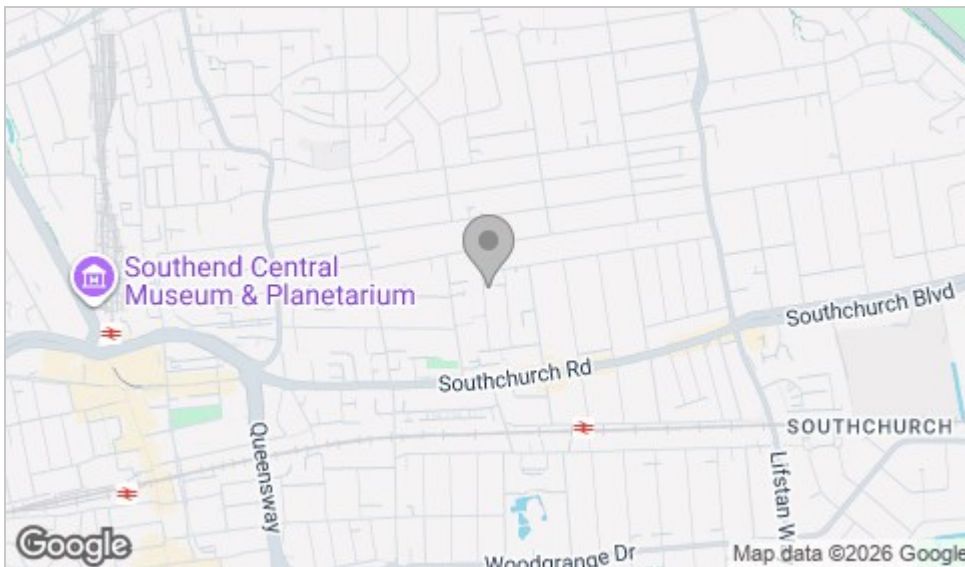 Southend Central
Museum & Planetarium
Southchurch Blvd
Southchurch Rd
SOUTHCHURCH
Queensway
Lifstan W
Woodgrange Dr
Google
Map data ©2026 Google